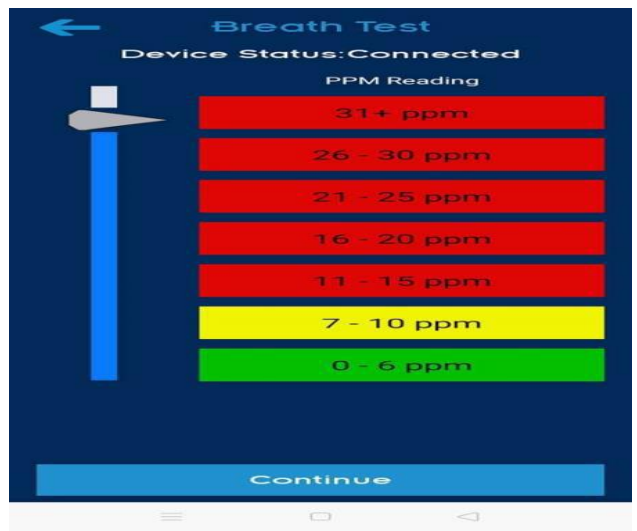 Breath Test
Device Status:Connected
PPM Reading
31+ ppm
26 - 30 ppm
21 - 25 ppm
16 - 20 ppm
11 - 15 ppm
7 - 10 ppm
0 - 6 ppm
Continue